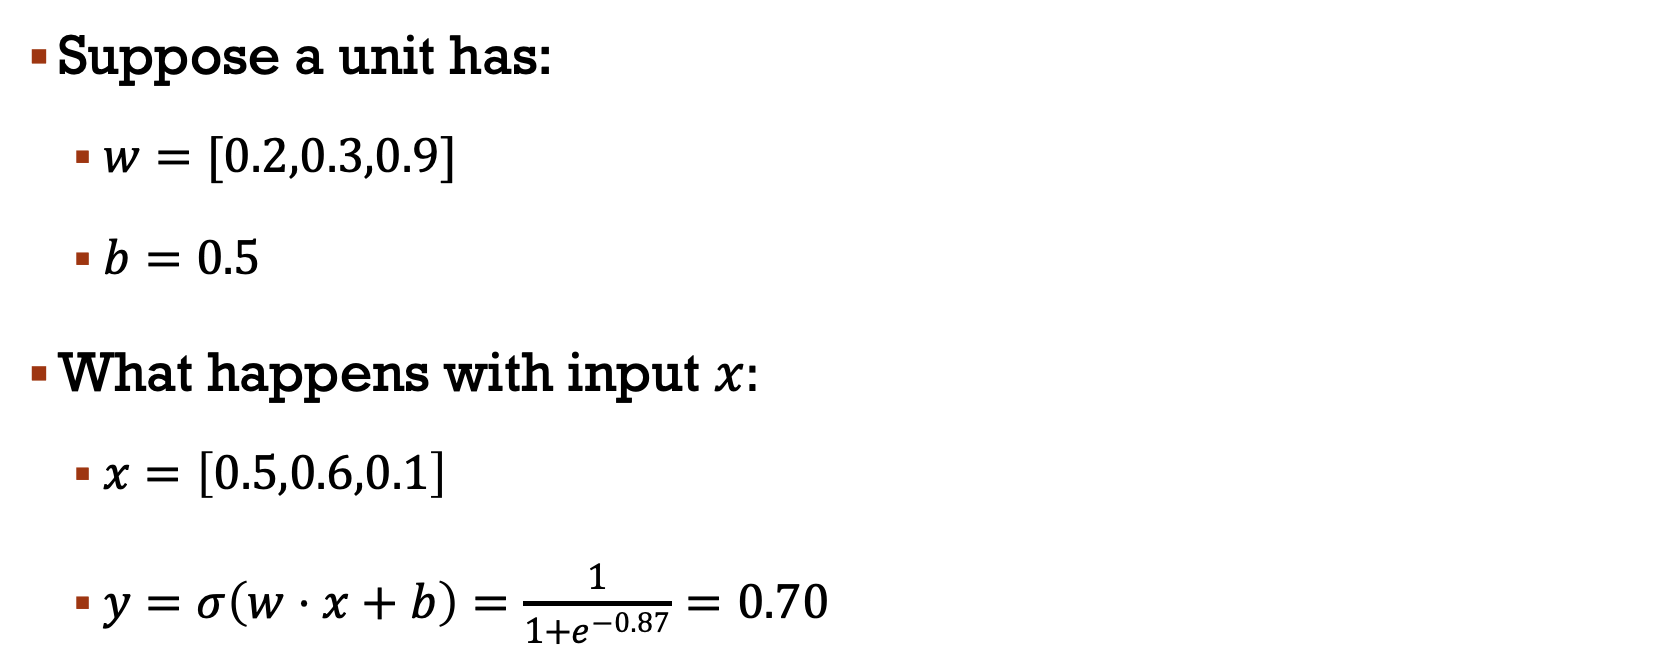 ▪ Suppose a unit has:
▪ w = [0.2,0.3,0.9]
▪ b = 0.5
▪ What happens with input x:
▪ x = [0.5,0.6,0.1]
▪ y = σ(w · x + b) = 1/(1+e^−0.87) = 0.70